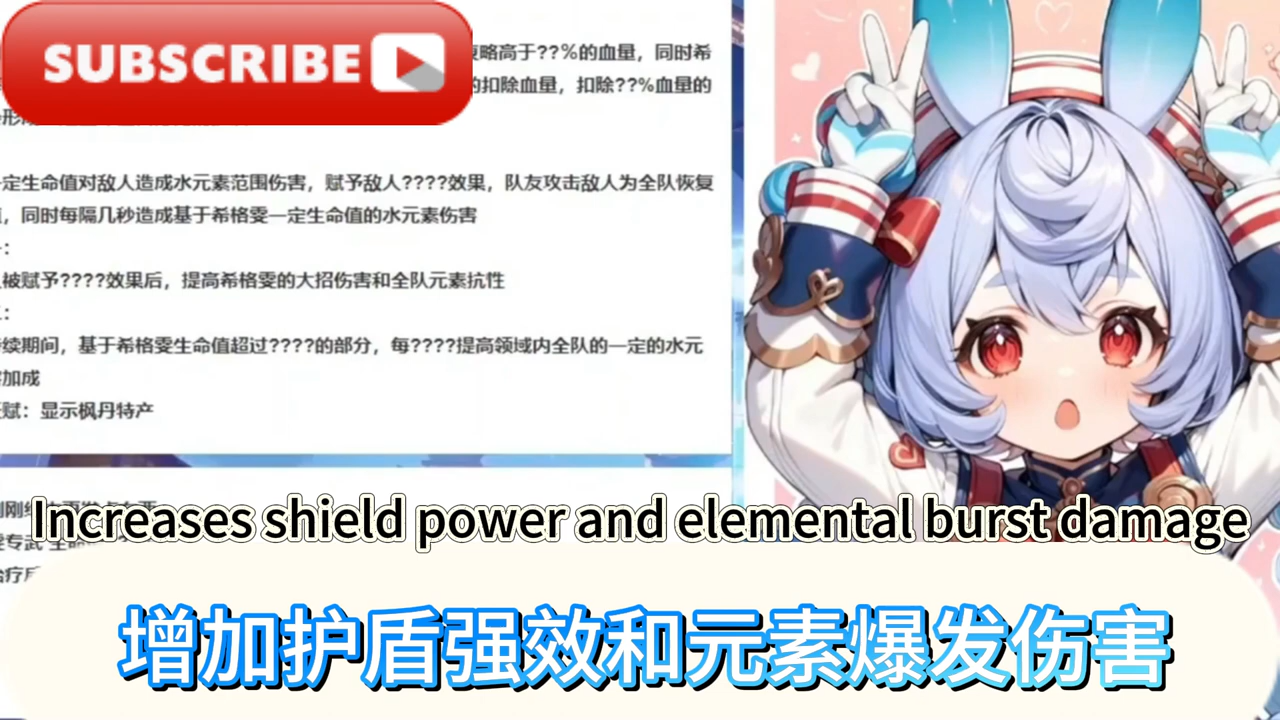 SUBSCRIBE
略高于??%的血量，同时希
的扣除血量，扣除??%血量的
定生命值对敌人造成水元素范围伤害，赋予敌人????效果，队友攻击敌人为全队恢复
，同时每隔几秒造成基于希格雯一定生命值的水元素伤害
：
被赋予????效果后，提高希格雯的大招伤害和全队元素抗性
：
续期间，基于希格雯生命值超过????的部分，每????提高领域内全队的一定的水元
加成
赋：显示枫丹特产
Increases shield power and elemental burst damage
增加护盾强效和元素爆发伤害